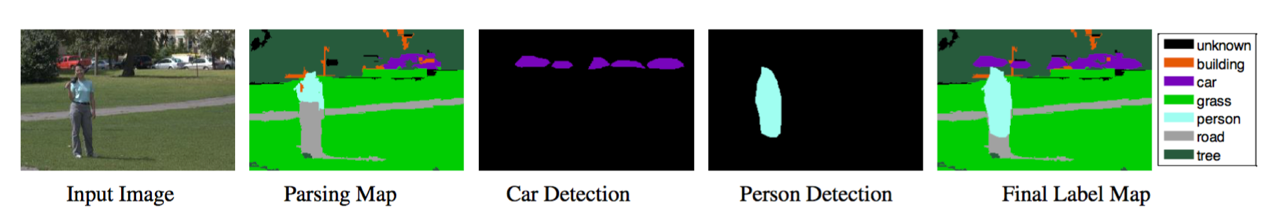 unknown
building
car
grass
person
road
tree
Input Image
Parsing Map
Car Detection
Person Detection
Final Label Map